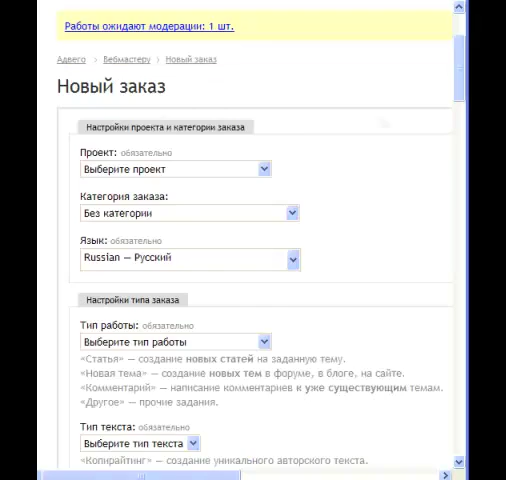 Работы ожидают модерации: 1 шт.
Адвего > Вебмастеру > Новый заказ
Новый заказ
Настройки проекта и категории заказа
Проект: обязательно
Выберите проект
Категория заказа:
Без категории
Язык: обязательно
Russian — Русский
Настройки типа заказа
Тип работы: обязательно
Выберите тип работы
«Статья» — создание новых статей на заданную тему.
«Новая тема» — создание новых тем в форуме, в блоге, на сайте.
«Комментарий» — написание комментариев к уже существующим темам.
«Другое» — прочие задания.
Тип текста: обязательно
Выберите тип текста
«Копирайтинг» — создание уникального авторского текста.